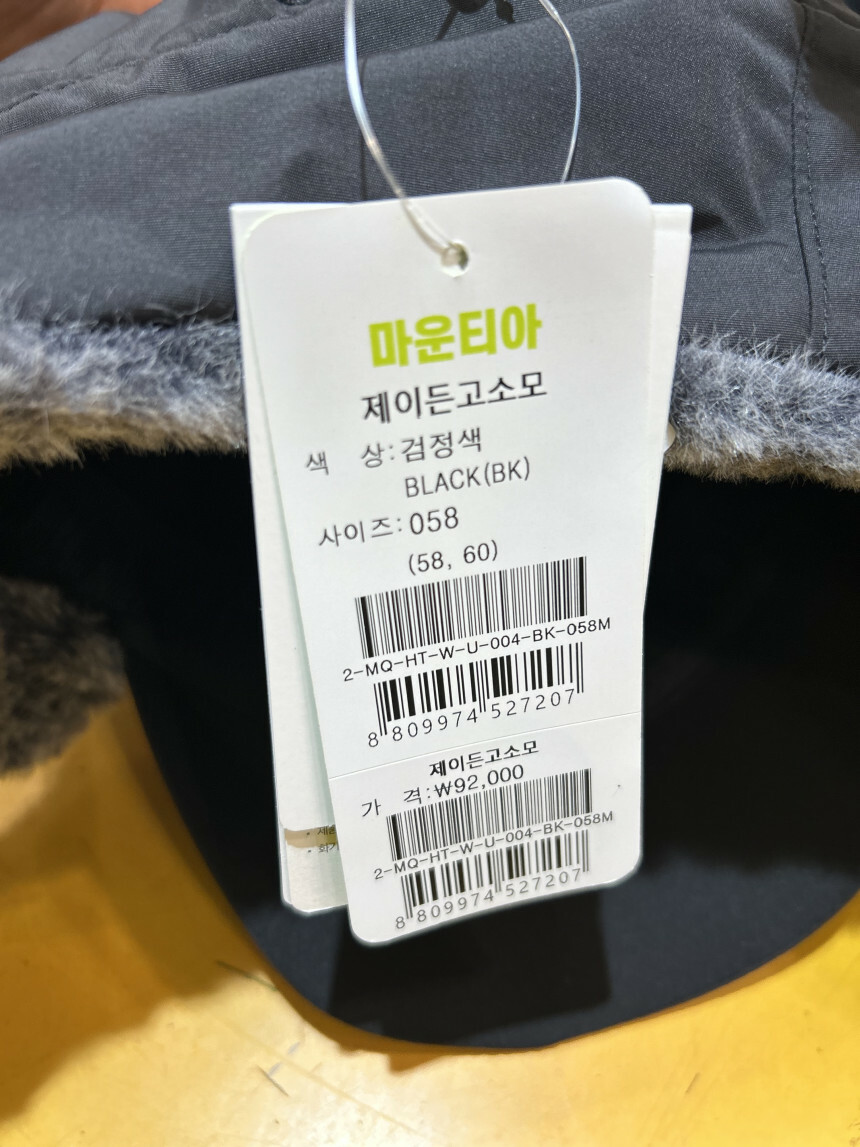 마운티아
제이든고소모
색 상:검정색
BLACK(BK)
사이즈:058
(58, 60)
2-MQ-HT-W-U-004-BK-058M
8 809974 527207
제이든고소모
가 격:₩92,000
2-MQ-HT-W-U-004-BK-058M
8 809974 527207